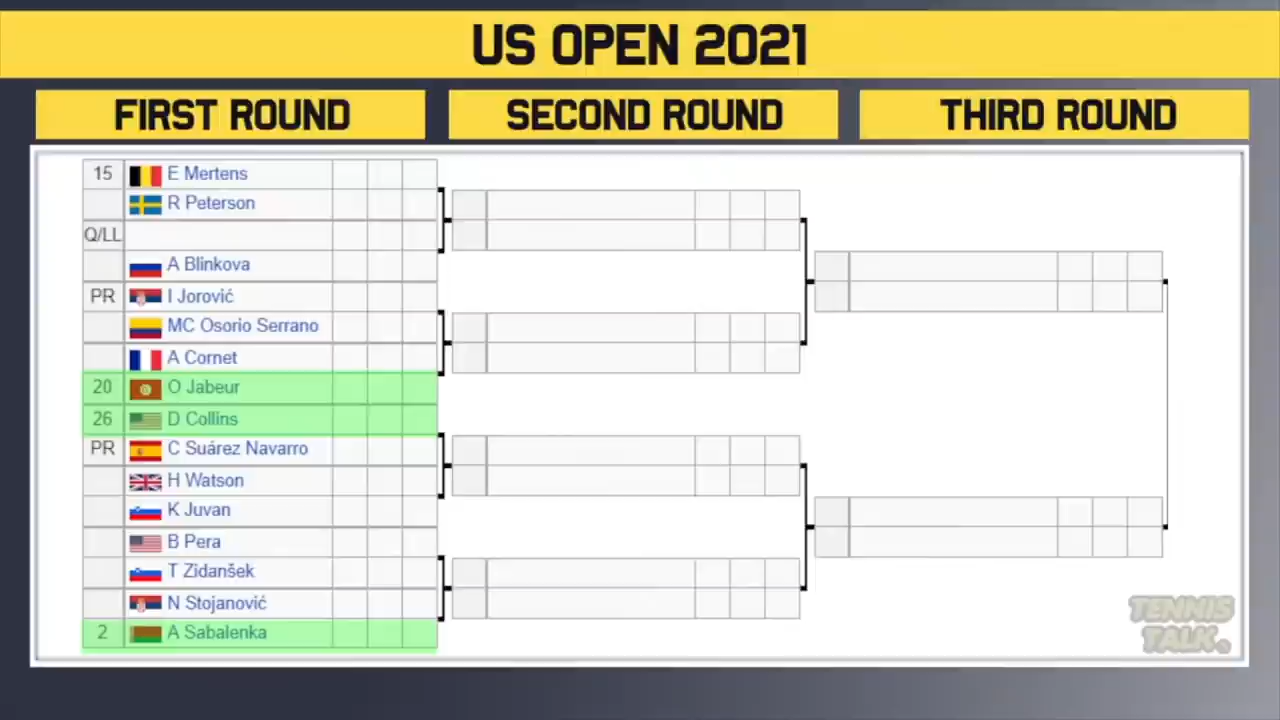 US OPEN 2021
FIRST ROUND
SECOND ROUND
THIRD ROUND
15 E Mertens
R Peterson
Q/LL
A Blinkova
PR I Jorović
MC Osorio Serrano
A Cornet
20 O Jabeur
26 D Collins
PR C Suárez Navarro
H Watson
K Juvan
B Pera
T Zidanšek
N Stojanović
2 A Sabalenka
TENNIS
TALK